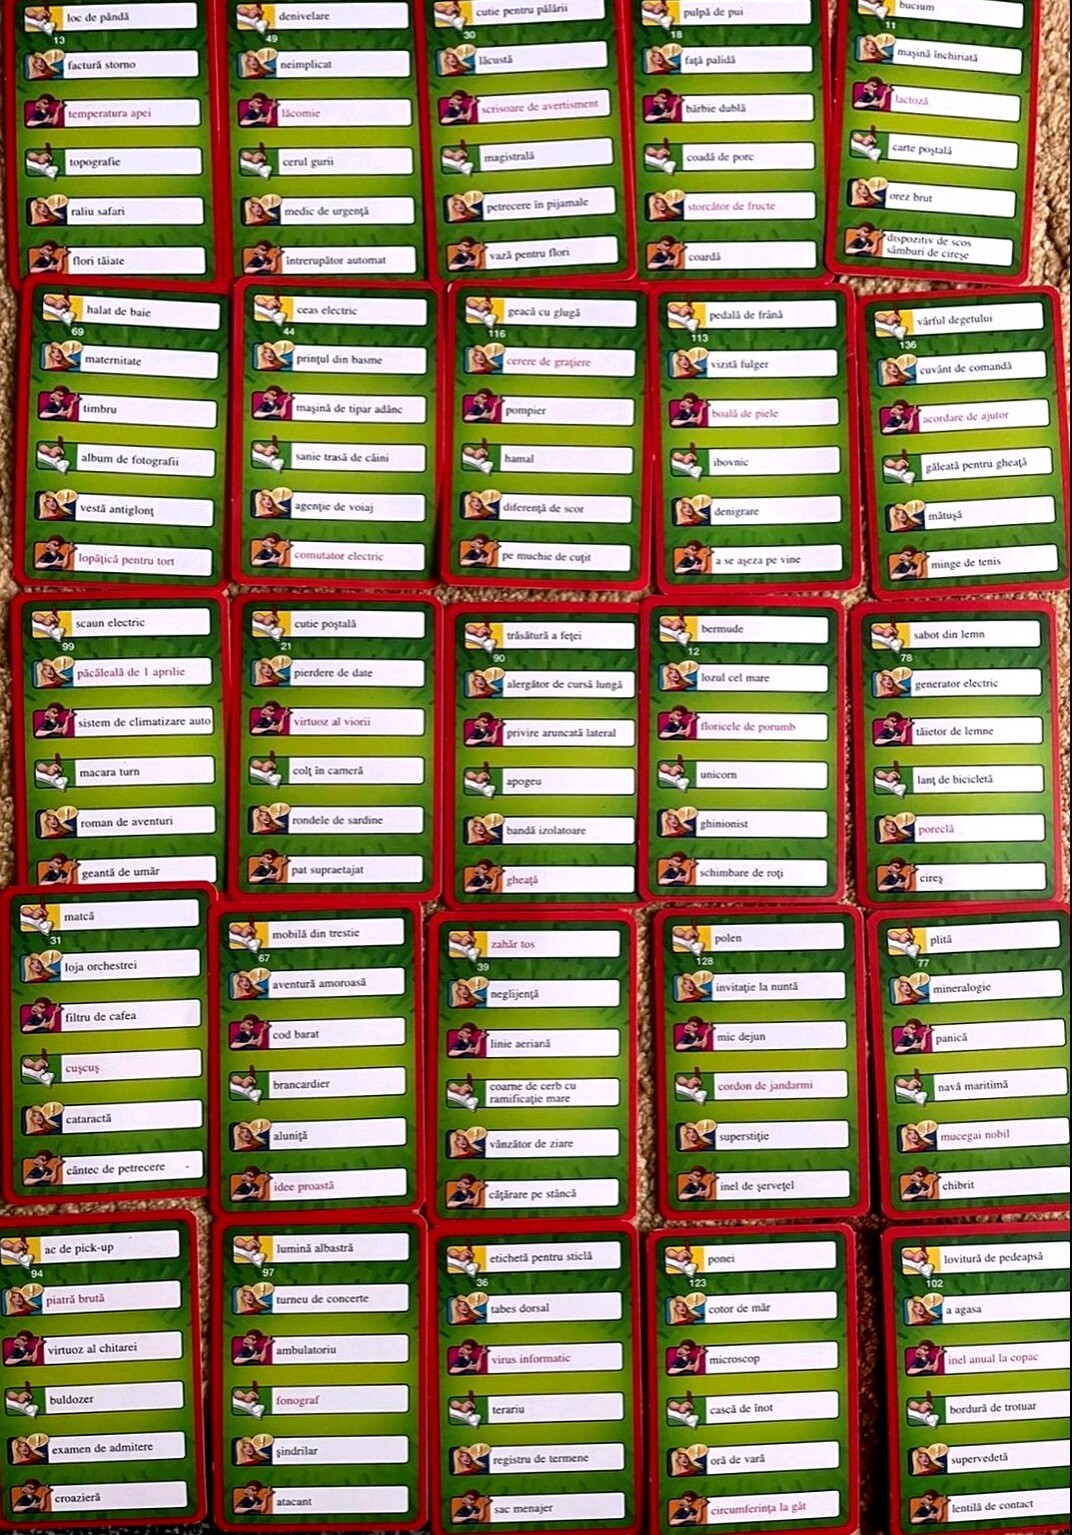 loc de pândă
13
factură storno
temperatura apei
topografie
raliu safari
flori tăiate
denivelare
49
neimplicat
lăcomie
cerul gurii
medic de urgență
întrerupător automat
cutie pentru pălării
30
lăcustă
scrisoare de avertisment
magistrală
petrecere în pijamale
vază pentru flori
pulpă de pui
18
față palidă
bărbie dublă
coadă de porc
storcător de fructe
coardă
bucium
11
mașină închiriată
lactoză
carte poștală
orez brut
dispozitiv de scos
sâmburi de cireșe
halat de baie
69
maternitate
timbru
album de fotografii
vestă antiglonț
lopățică pentru tort
ceas electric
44
prințul din basme
mașină de tipar adânc
sanie trasă de câini
agenție de voiaj
comutator electric
geacă cu glugă
116
cerere de grațiere
pompier
hamal
diferență de scor
pe muchie de cuțit
pedală de frână
113
vizită fulger
boală de piele
ibovnic
denigrare
a se așeza pe vine
vârful degetului
136
cuvânt de comandă
acordare de ajutor
găleată pentru gheață
mătușă
minge de tenis
scaun electric
99
păcăleală de 1 aprilie
sistem de climatizare auto
macara turn
roman de aventuri
geantă de umăr
cutie poștală
21
pierdere de date
virtuoz al viorii
colț în cameră
rondele de sardine
pat supraetajat
trăsătură a feței
90
alergător de cursă lungă
privire aruncată lateral
apogeu
bandă izolatoare
gheață
bermude
12
lozul cel mare
floricele de porumb
unicorn
ghinionist
schimbare de roți
sabot din lemn
78
generator electric
tăietor de lemne
lanț de bicicletă
poreclă
cireș
matcă
31
loja orchestrei
filtru de cafea
cușcuș
cataractă
cântec de petrecere
mobilă din trestie
67
aventură amoroasă
cod barat
brancardier
aluniță
idee proastă
zahăr tos
39
neglijență
linie aeriană
coarne de cerb cu
ramificație mare
vânzător de ziare
cățărare pe stâncă
polen
128
invitație la nuntă
mic dejun
cordon de jandarmi
superstiție
inel de șervețel
plită
77
mineralogie
panică
navă maritimă
mucegai nobil
chibrit
ac de pick-up
94
piatră brută
virtuoz al chitarei
buldozer
examen de admitere
croazieră
lumină albastră
97
turneu de concerte
ambulatoriu
fonograf
șindrilar
atacant
etichetă pentru sticlă
36
tabes dorsal
virus informatic
terariu
registru de termene
sac menajer
ponei
123
cotor de măr
microscop
cască de înot
oră de vară
circumferința la gât
lovitură de pedeapsă
102
a agasa
inel anual la copac
bordură de trotuar
supervedetă
lentilă de contact